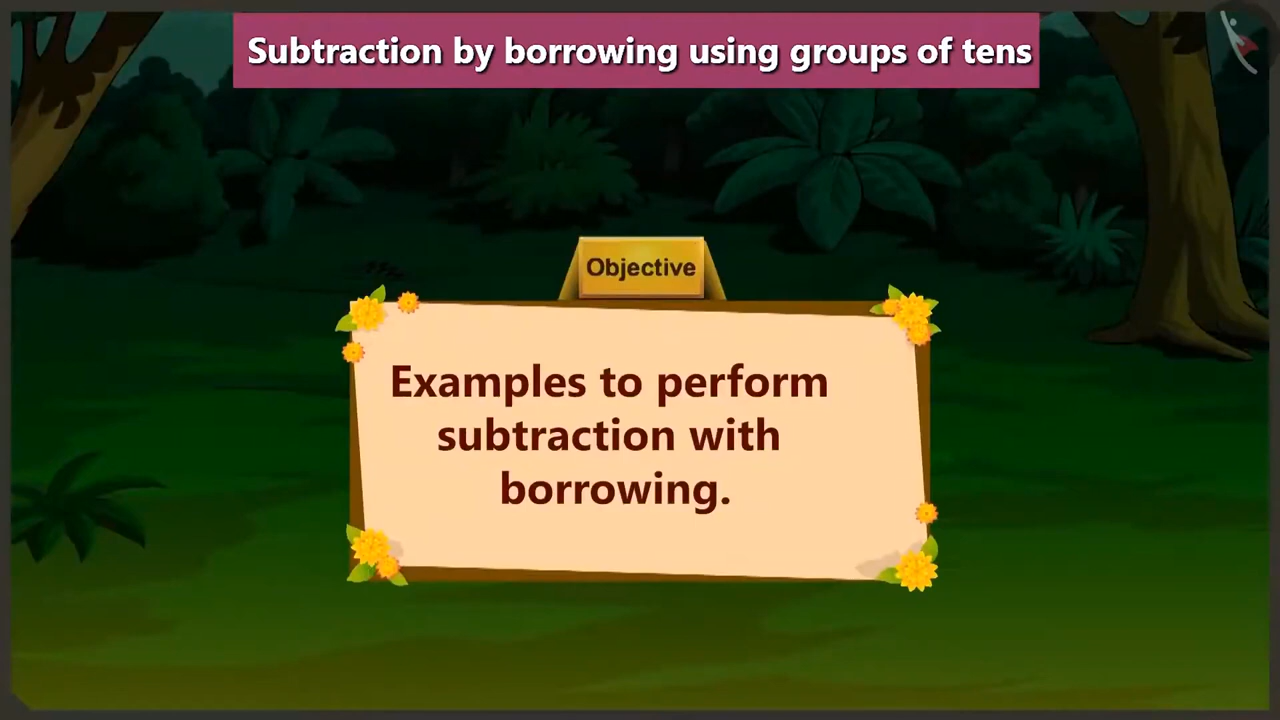 Subtraction by borrowing using groups of tens
Objective
Examples to perform
subtraction with
borrowing.